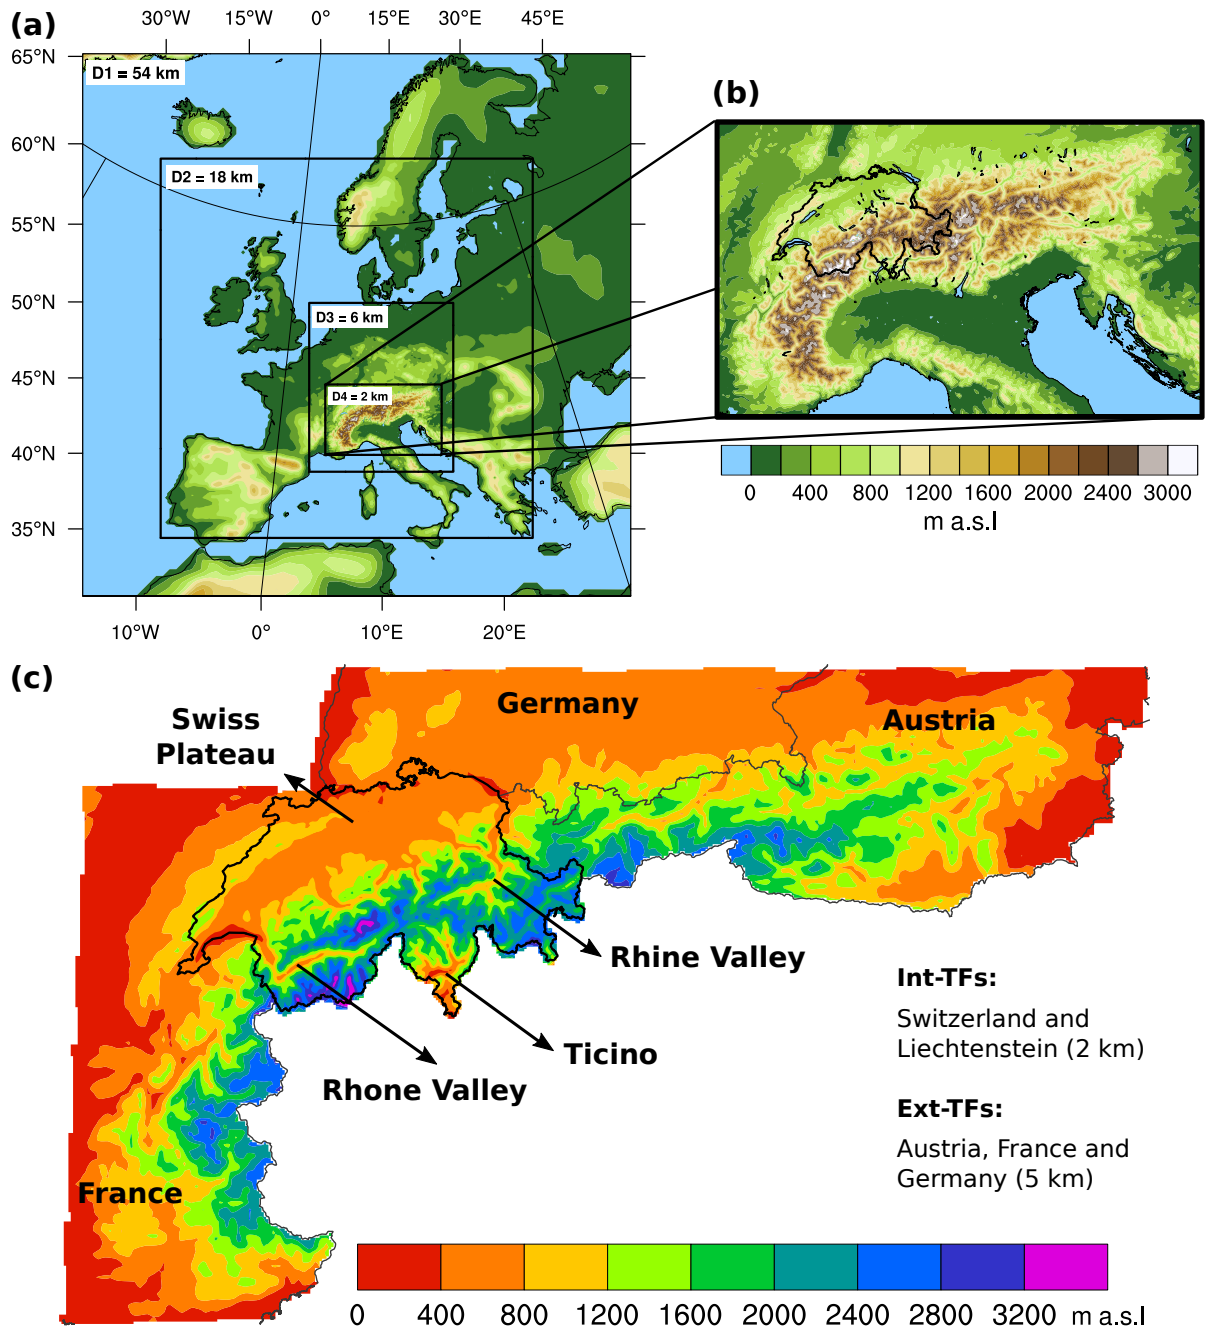 (a)
30°W 15°W 0° 15°E 30°E 45°E
65°N
60°N
55°N
50°N
45°N
40°N
35°N
D1 = 54 km
D2 = 18 km
D3 = 6 km
D4 = 2 km
10°W 0° 10°E 20°E
(b)
0 400 800 1200 1600 2000 2400 3000
m a.s.l
(c)
Swiss
Plateau
Germany
Austria
Rhine Valley
Ticino
Rhone Valley
France
Int-TFs:
Switzerland and
Liechtenstein (2 km)
Ext-TFs:
Austria, France and
Germany (5 km)
0 400 800 1200 1600 2000 2400 2800 3200 m a.s.l